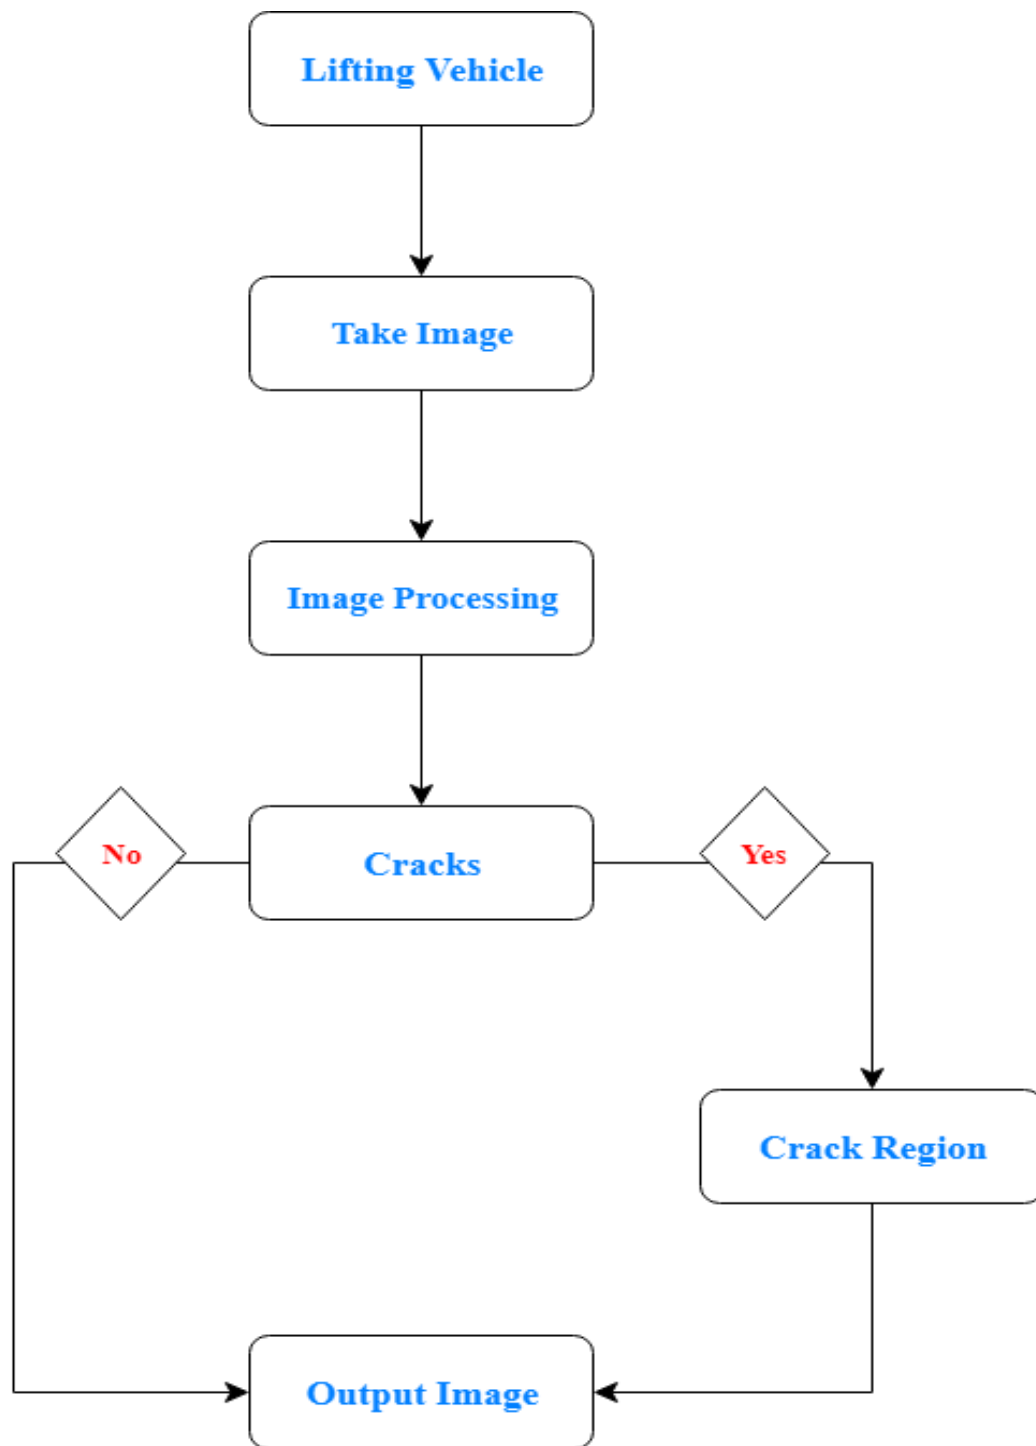 Lifting Vehicle
Take Image
Image Processing
No
Cracks
Yes
Crack Region
Output Image